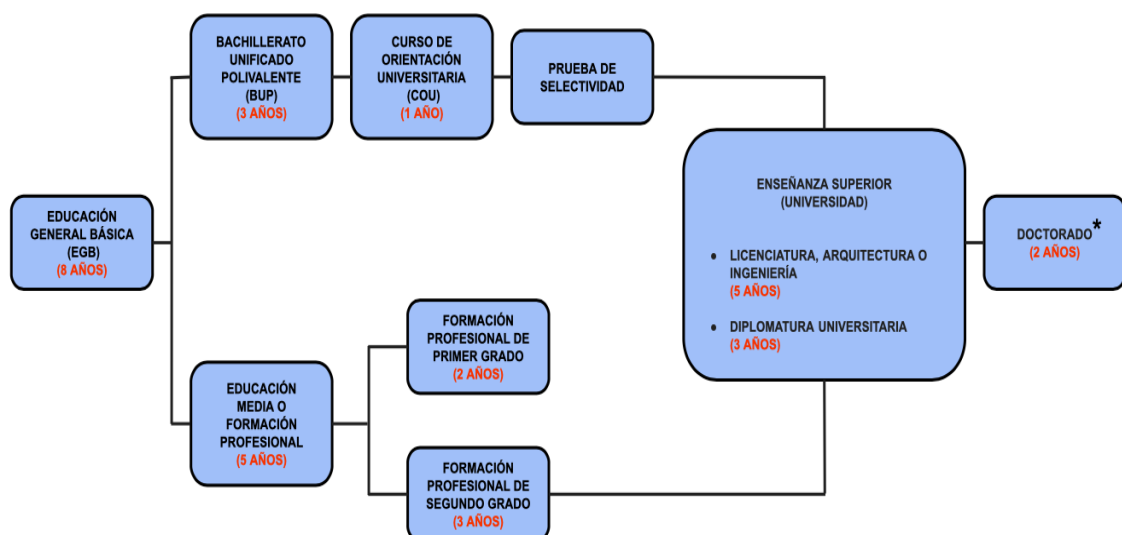 EDUCACIÓN
GENERAL BÁSICA
(EGB)
(8 AÑOS)
BACHILLERATO
UNIFICADO
POLIVALENTE
(BUP)
(3 AÑOS)
CURSO DE
ORIENTACIÓN
UNIVERSITARIA
(COU)
(1 AÑO)
PRUEBA DE
SELECTIVIDAD
EDUCACIÓN
MEDIA O
FORMACIÓN
PROFESIONAL
(5 AÑOS)
FORMACIÓN
PROFESIONAL DE
PRIMER GRADO
(2 AÑOS)
FORMACIÓN
PROFESIONAL DE
SEGUNDO GRADO
(3 AÑOS)
ENSEÑANZA SUPERIOR
(UNIVERSIDAD)
• LICENCIATURA, ARQUITECTURA O
INGENIERÍA
(5 AÑOS)
• DIPLOMATURA UNIVERSITARIA
(3 AÑOS)
DOCTORADO*
(2 AÑOS)